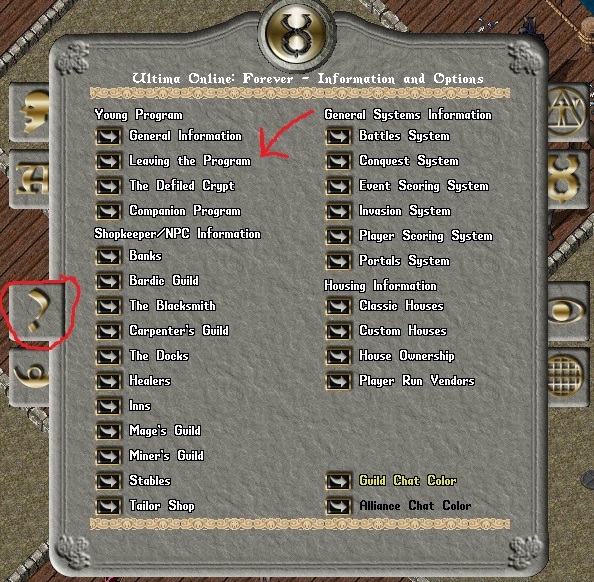 Ultima Online: Forever - Information and Options
Young Program
General Information
Leaving the Program
The Defiled Crypt
Companion Program
Shopkeeper/NPC Information
Banks
Bardic Guild
The Blacksmith
Carpenter's Guild
The Docks
Healers
Inns
Mage's Guild
Miner's Guild
Stables
Tailor Shop
General Systems Information
Battles System
Conquest System
Event Scoring System
Invasion System
Player Scoring System
Portals System
Housing Information
Classic Houses
Custom Houses
House Ownership
Player Run Vendors
Guild Chat Color
Alliance Chat Color